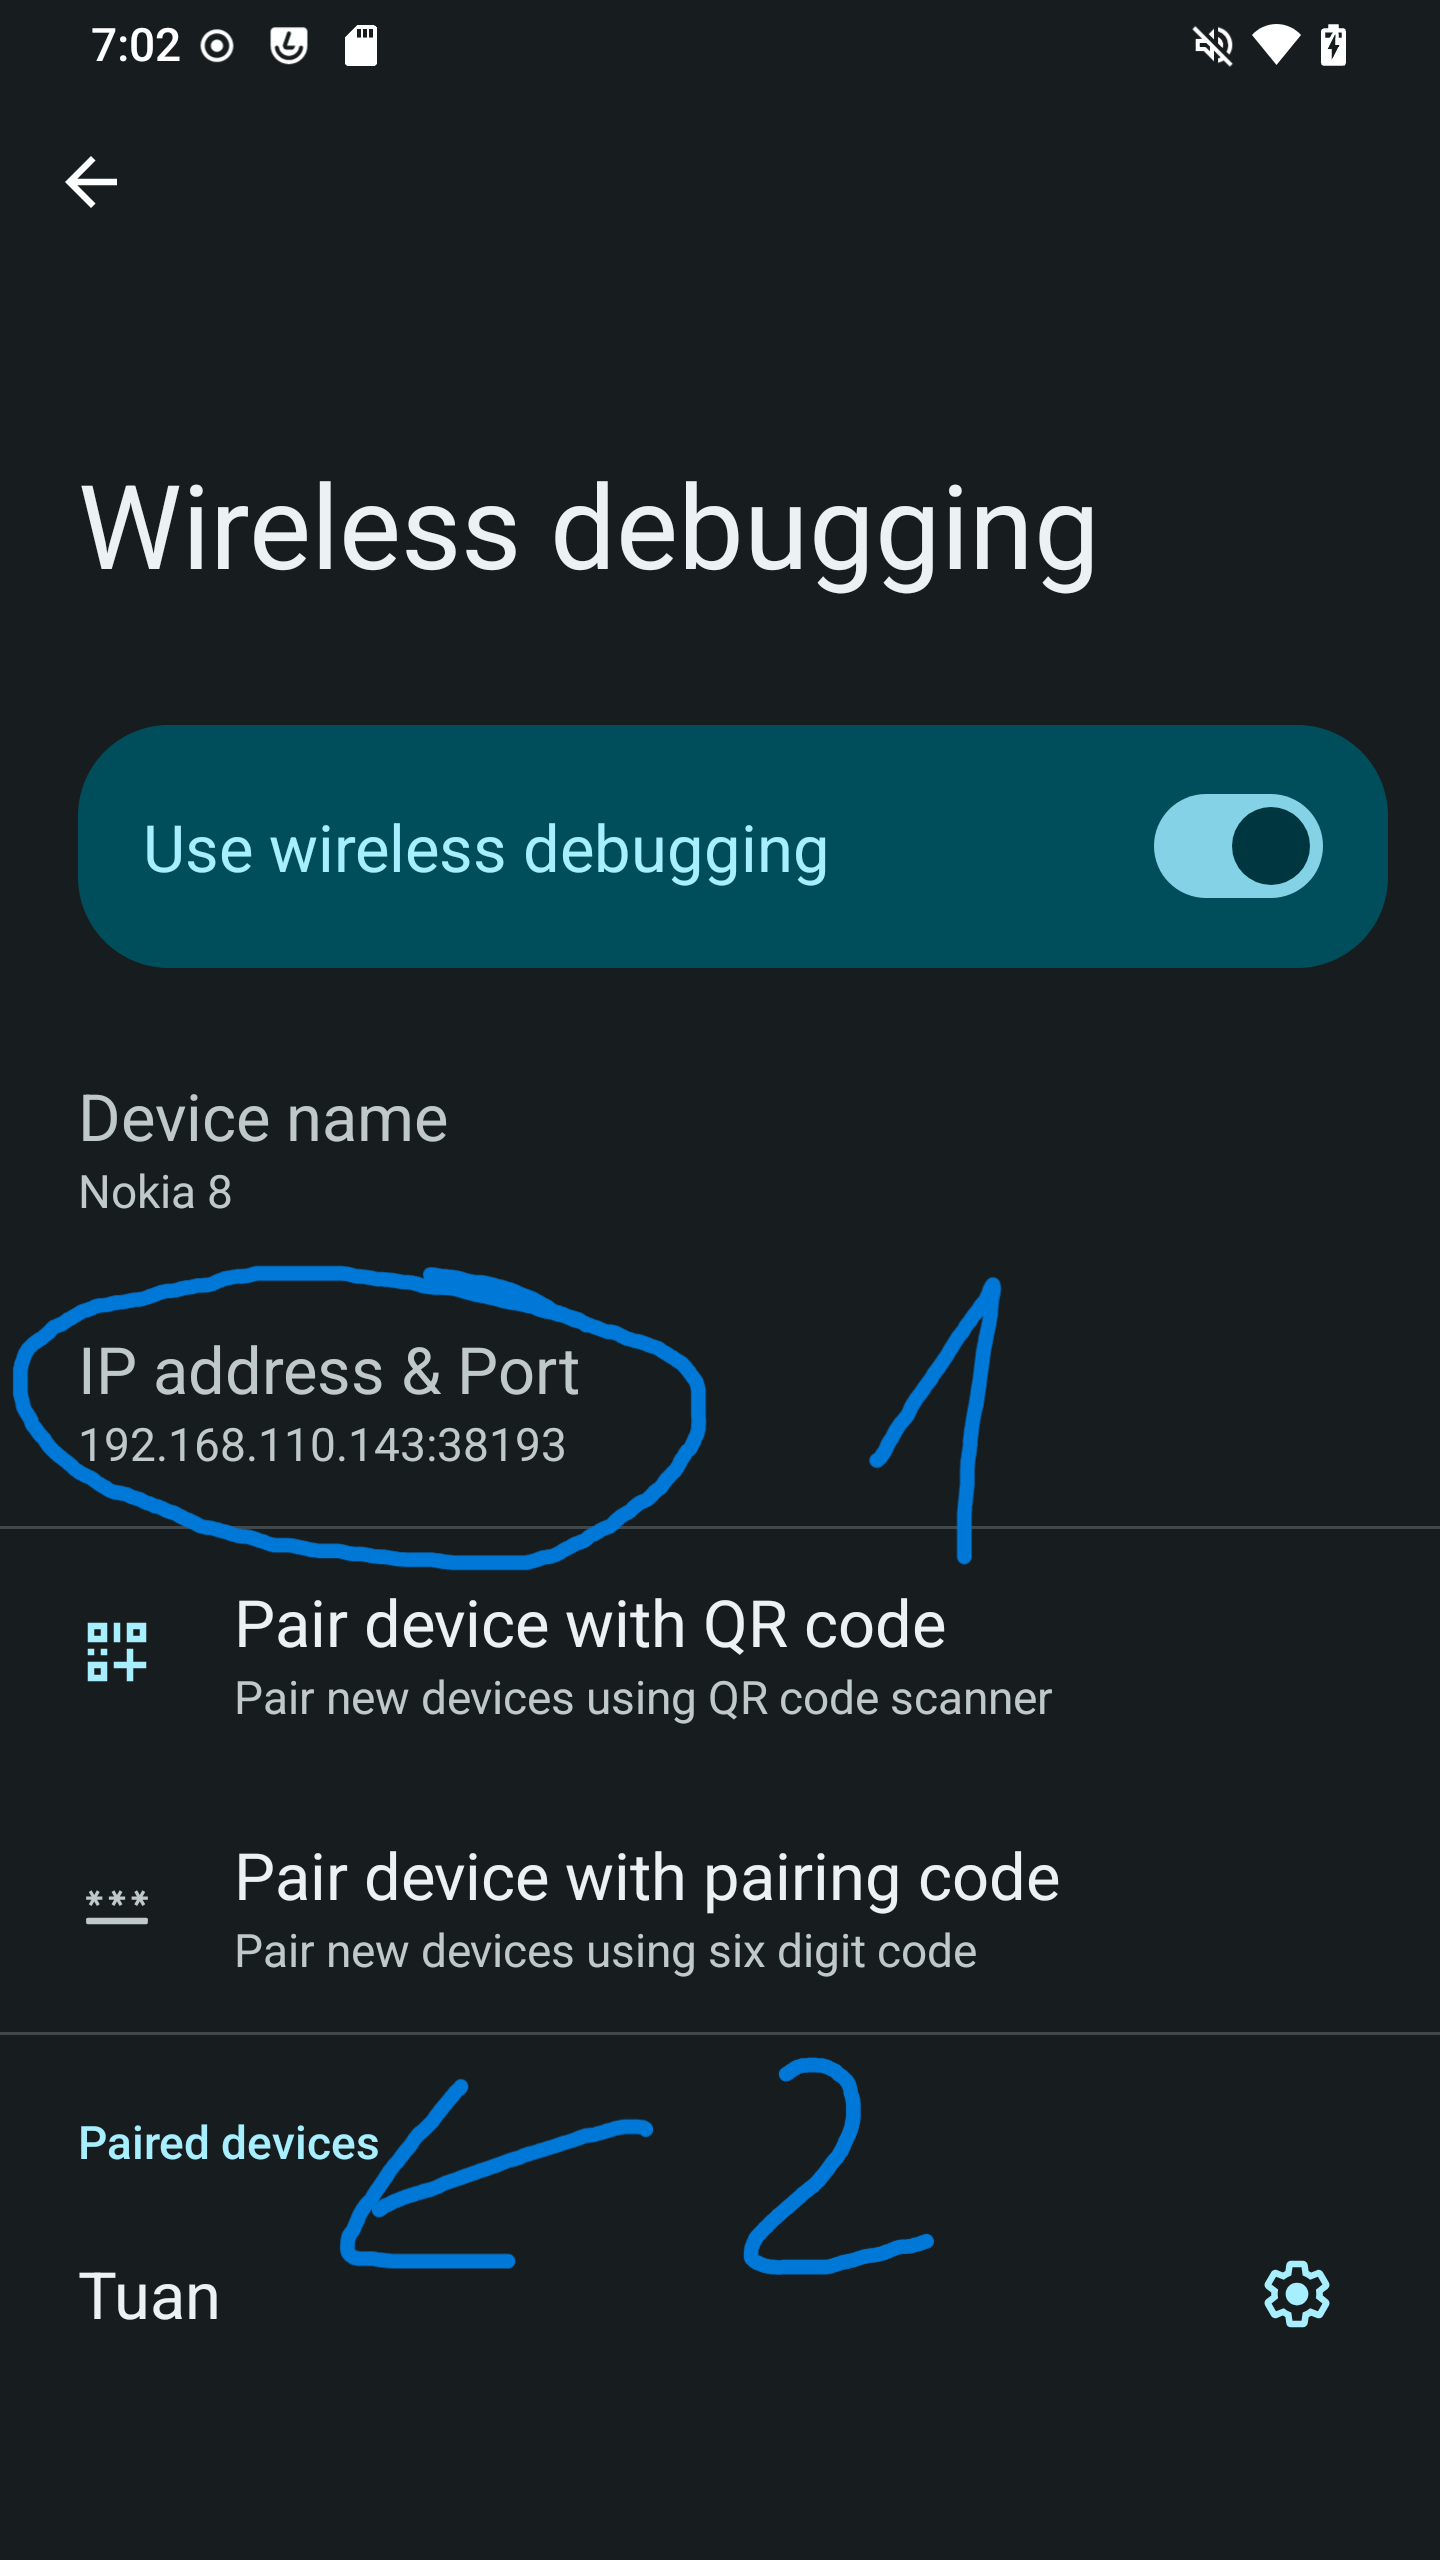 7:02
Wireless debugging
Use wireless debugging
Device name
Nokia 8
IP address & Port
192.168.110.143:38193
1
Pair device with QR code
Pair new devices using QR code scanner
***
Pair device with pairing code
Pair new devices using six digit code
2
Paired devices
Tuan